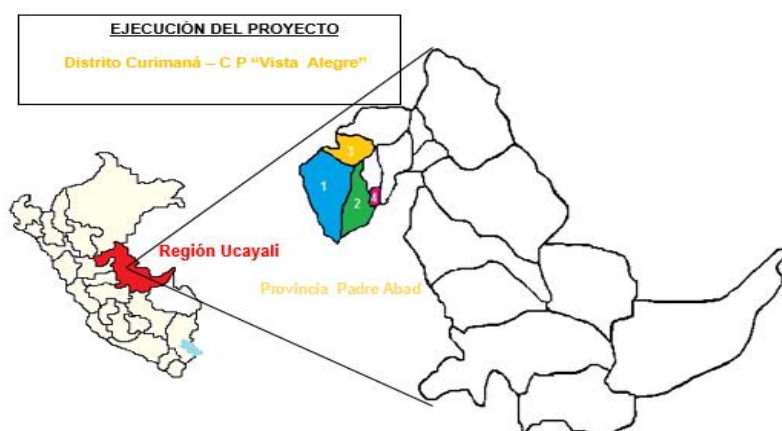 EJECUCIÓN DEL PROYECTO
Distrito Curimaná – C P “Vista Alegre”
3
1
2
4
Región Ucayali
Provincia Padre Abad